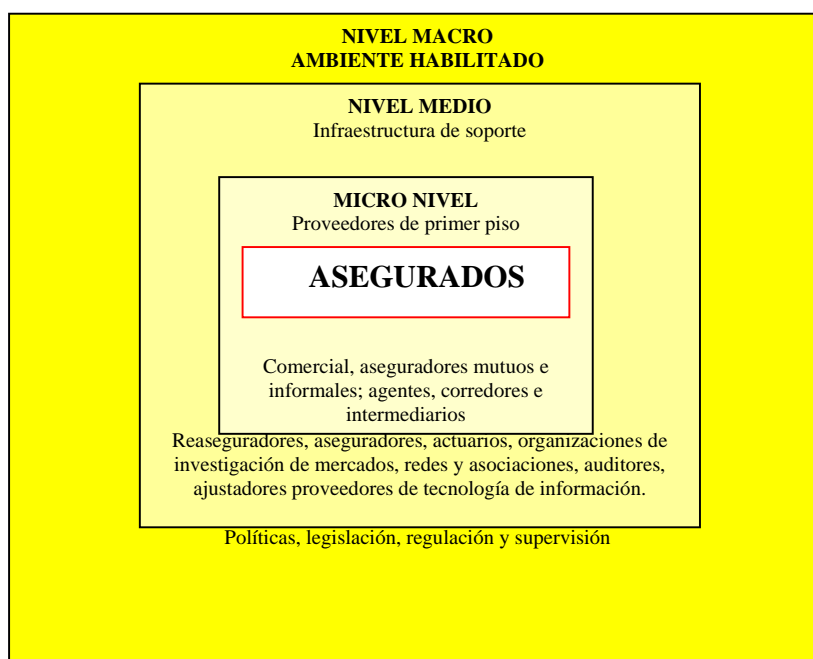 NIVEL MACRO
AMBIENTE HABILITADO
NIVEL MEDIO
Infraestructura de soporte
MICRO NIVEL
Proveedores de primer piso
ASEGURADOS
Comercial, aseguradores mutuos e
informales; agentes, corredores e
intermediarios
Reaseguradores, aseguradores, actuarios, organizaciones de
investigación de mercados, redes y asociaciones, auditores,
ajustadores proveedores de tecnología de información.
Políticas, legislación, regulación y supervisión